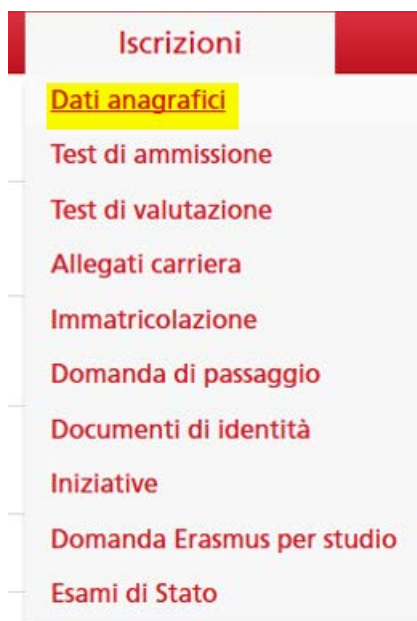 Iscrizioni
Dati anagrafici
Test di ammissione
Test di valutazione
Allegati carriera
Immatricolazione
Domanda di passaggio
Documenti di identità
Iniziative
Domanda Erasmus per studio
Esami di Stato